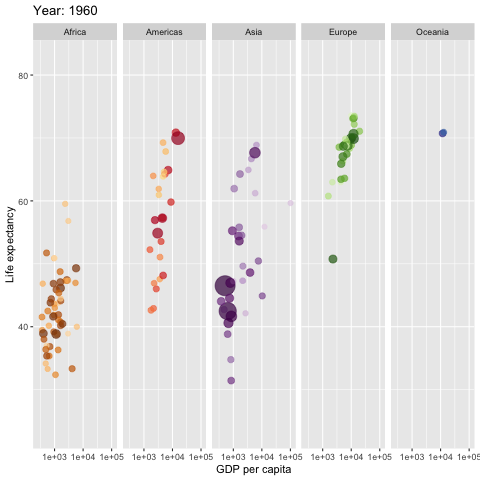 Year: 1960
Africa Americas Asia Europe Oceania
80
60
40
1e+03 1e+04 1e+05 1e+03 1e+04 1e+05 1e+03 1e+04 1e+05 1e+03 1e+04 1e+05 1e+03 1e+04 1e+05
GDP per capita
Life expectancy